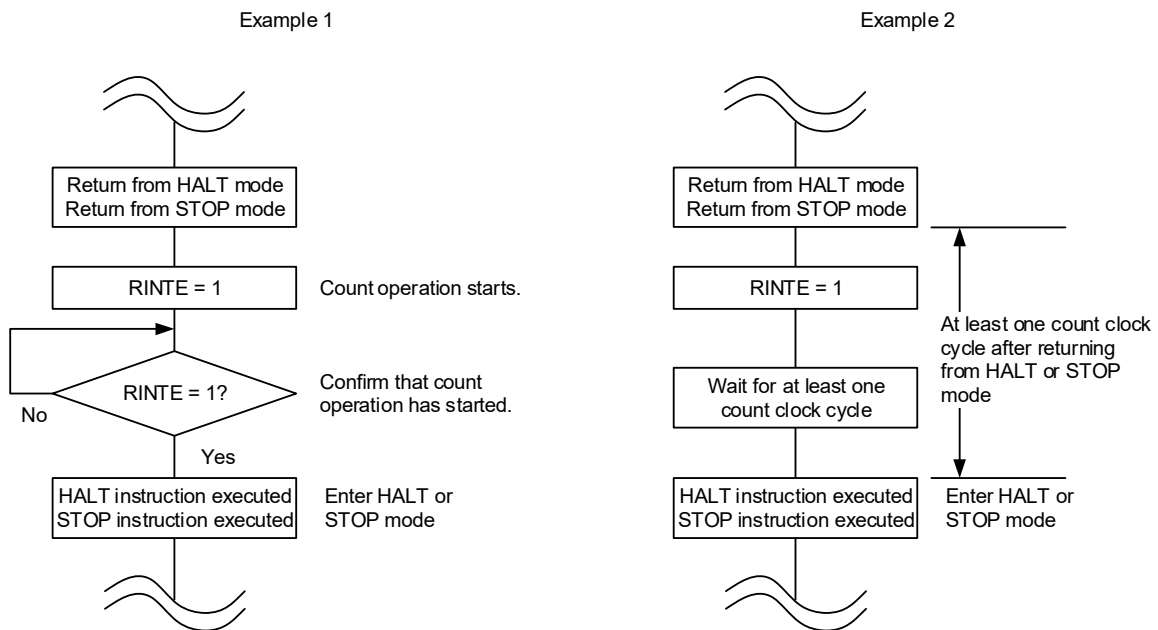 Example 1
Return from HALT mode
Return from STOP mode
RINTE = 1
Count operation starts.
RINTE = 1?
Confirm that count
operation has started.
No
Yes
HALT instruction executed
STOP instruction executed
Enter HALT or
STOP mode
Example 2
Return from HALT mode
Return from STOP mode
RINTE = 1
At least one count clock
cycle after returning
from HALT or STOP
mode
Wait for at least one
count clock cycle
HALT instruction executed
STOP instruction executed
Enter HALT or
STOP mode